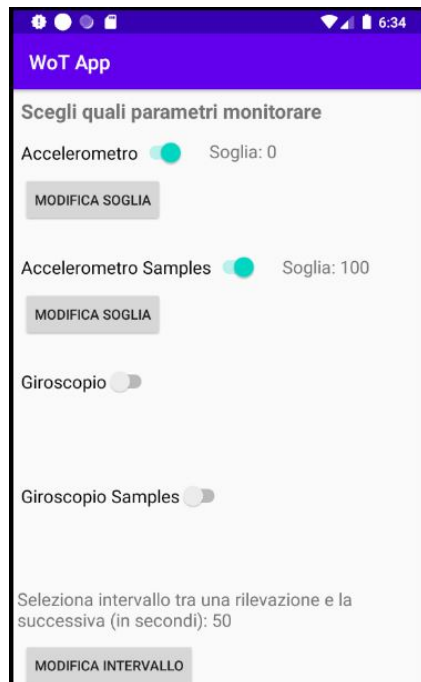 6:34
WoT App
Scegli quali parametri monitorare
Accelerometro Soglia: 0
MODIFICA SOGLIA
Accelerometro Samples Soglia: 100
MODIFICA SOGLIA
Giroscopio
Giroscopio Samples
Seleziona intervallo tra una rilevazione e la
successiva (in secondi): 50
MODIFICA INTERVALLO